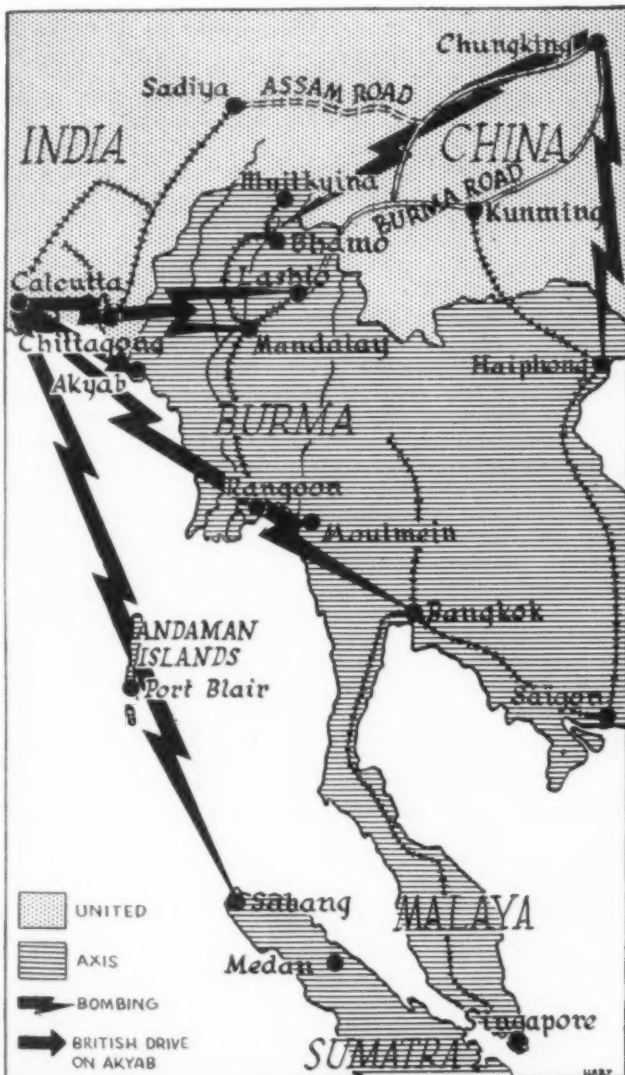 Chungking
Sadiya
ASSAM ROAD
INDIA
CHINA
Myitkyina
BURMA ROAD
Kunming
Bhamo
Lashio
Calcutta
Chittagong
Mandalay
Haiphong
Akyab
BURMA
Rangoon
Moulmein
Bangkok
ANDAMAN
ISLANDS
Port Blair
Saigon
Sabang
UNITED
MALAYA
AXIS
Medan
BOMBING
Singapore
BRITISH DRIVE
ON AKYAB
SUMATRA
HART